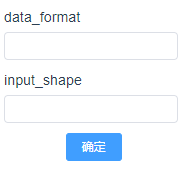 data_format
input_shape
确定